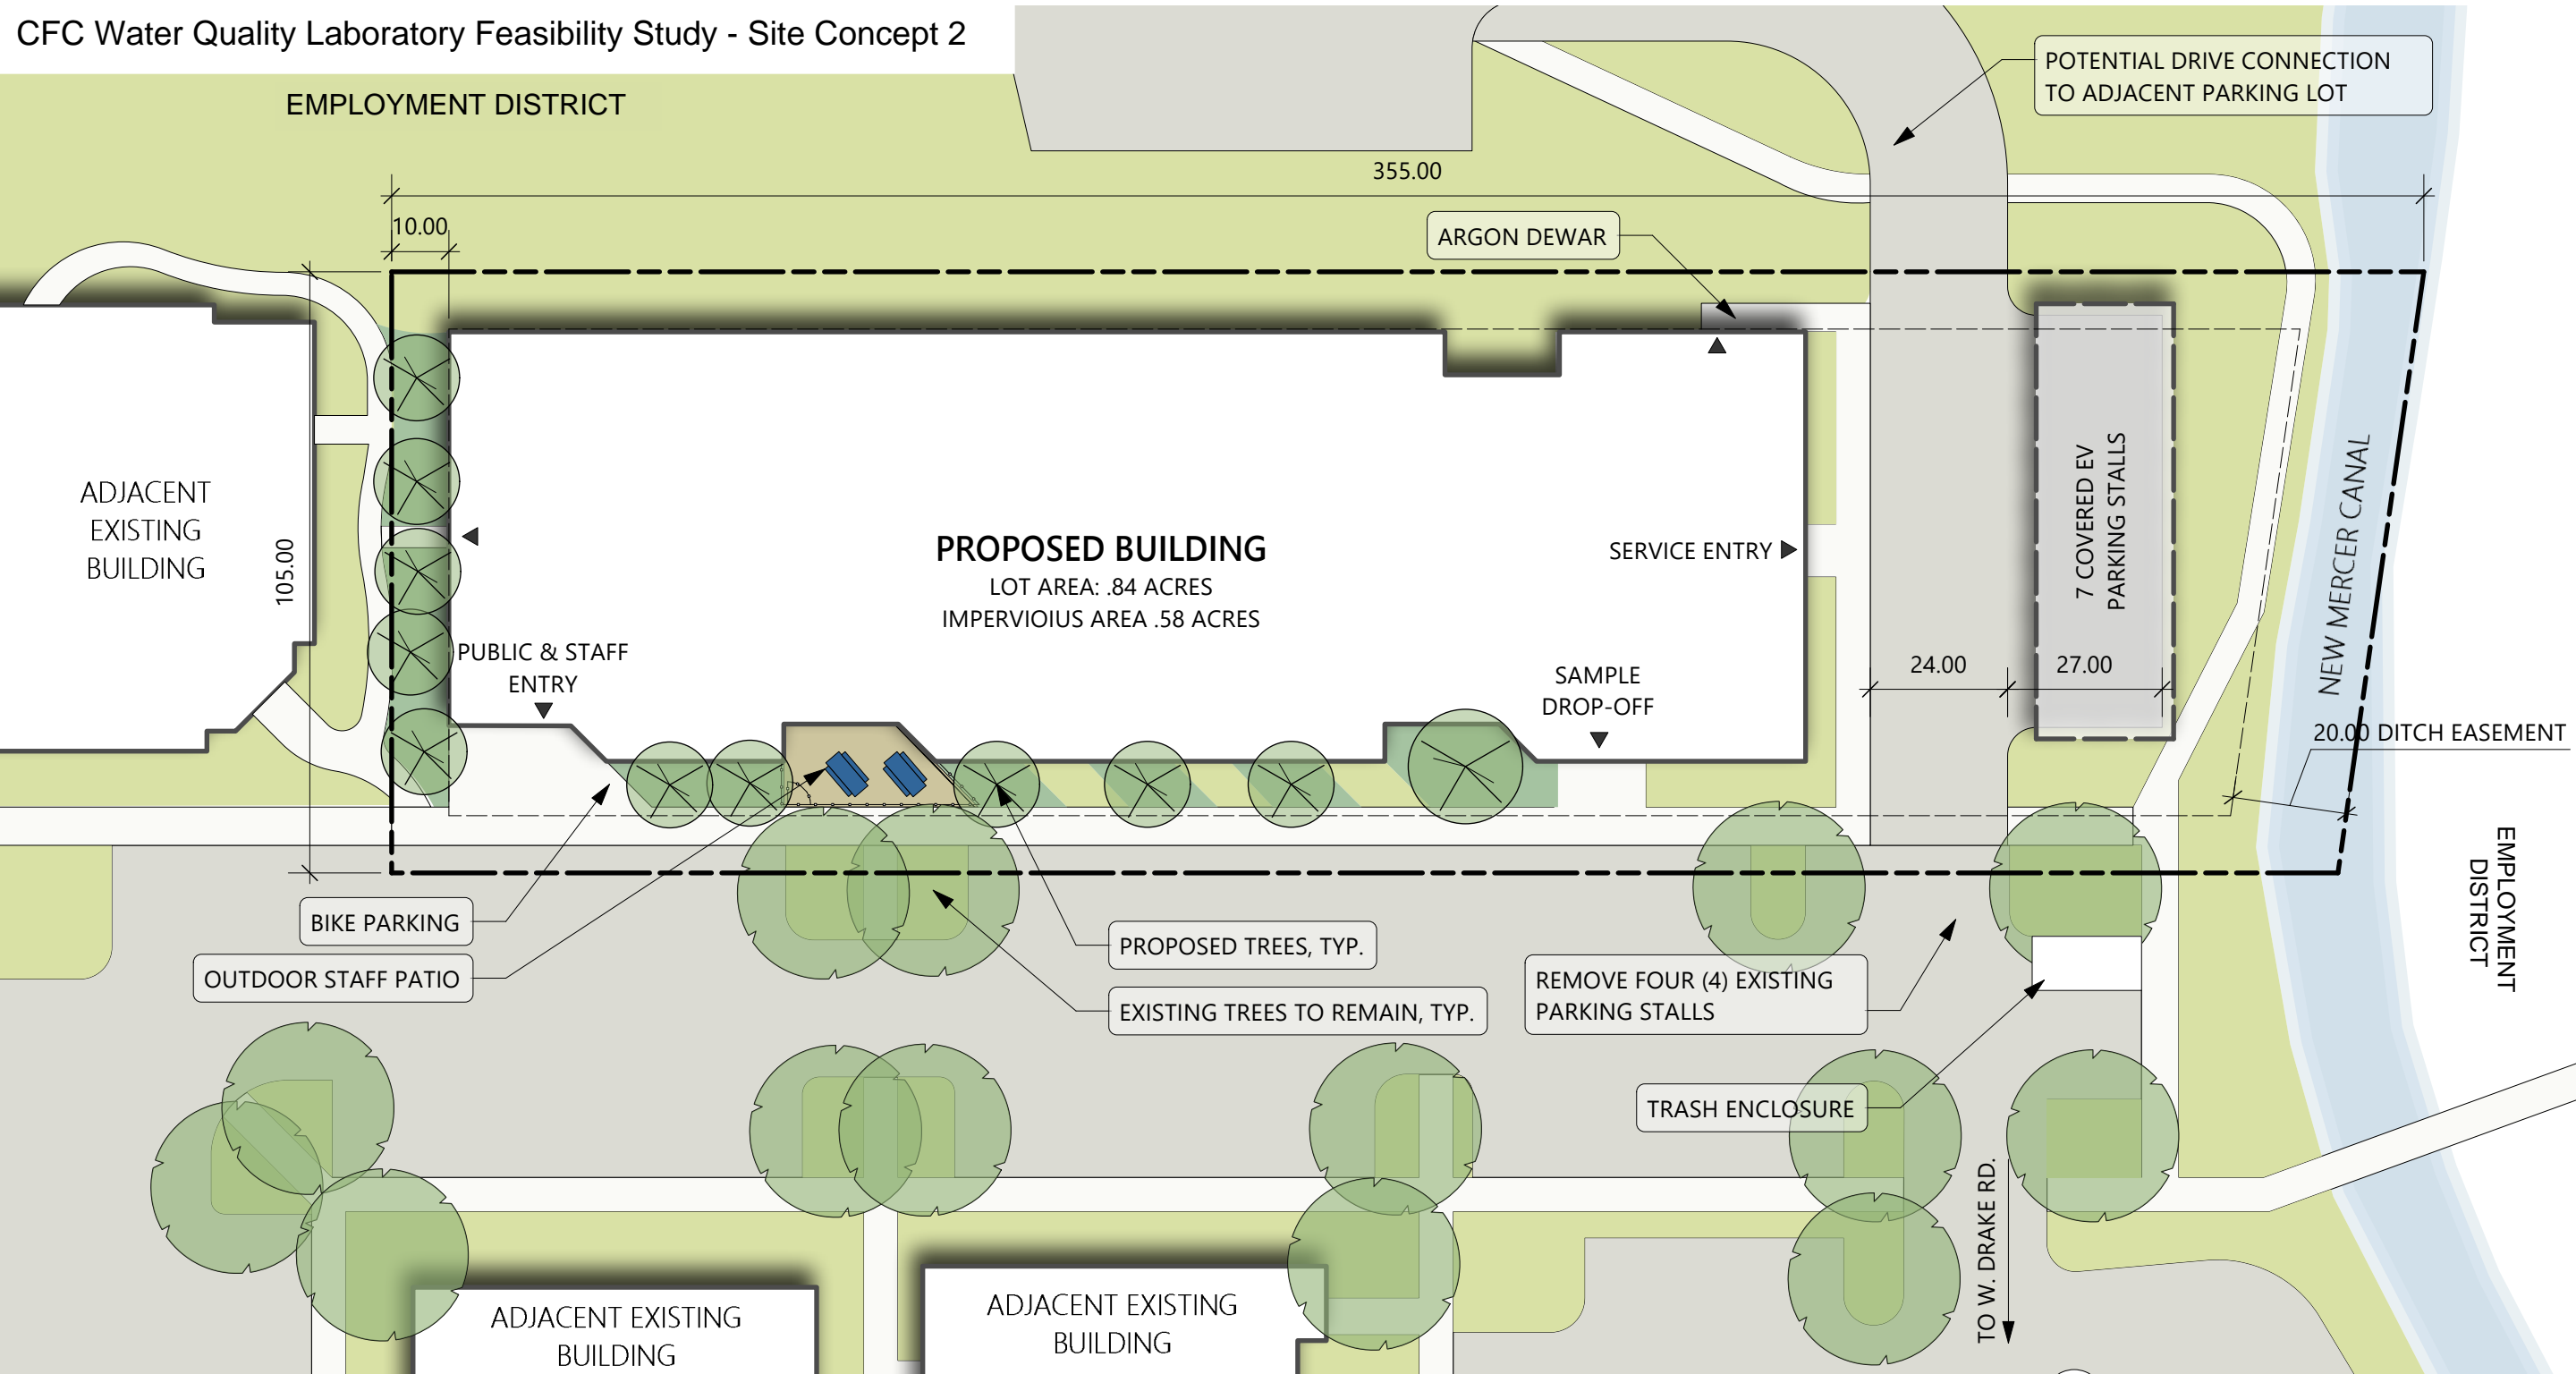 CFC Water Quality Laboratory Feasibility Study - Site Concept 2
EMPLOYMENT DISTRICT
POTENTIAL DRIVE CONNECTION
TO ADJACENT PARKING LOT
355.00
10.00
ARGON DEWAR
ADJACENT
EXISTING
BUILDING
105.00
PROPOSED BUILDING
LOT AREA: .84 ACRES
IMPERVIOIUS AREA .58 ACRES
SERVICE ENTRY
7 COVERED EV
PARKING STALLS
NEW MERCER CANAL
PUBLIC & STAFF
ENTRY
SAMPLE
DROP-OFF
24.00
27.00
20.00 DITCH EASEMENT
EMPLOYMENT
DISTRICT
BIKE PARKING
OUTDOOR STAFF PATIO
PROPOSED TREES, TYP.
EXISTING TREES TO REMAIN, TYP.
REMOVE FOUR (4) EXISTING
PARKING STALLS
TRASH ENCLOSURE
TO W. DRAKE RD.
ADJACENT EXISTING
BUILDING
ADJACENT EXISTING
BUILDING